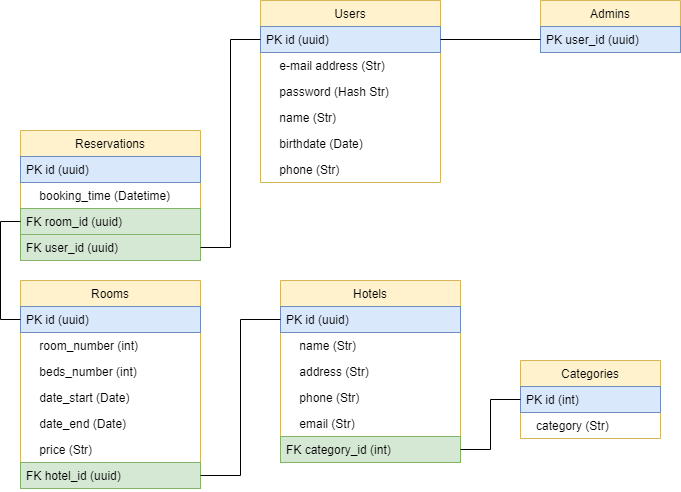 Users
PK id (uuid)
e-mail address (Str)
password (Hash Str)
name (Str)
birthdate (Date)
phone (Str)
Admins
PK user_id (uuid)
Reservations
PK id (uuid)
booking_time (Datetime)
FK room_id (uuid)
FK user_id (uuid)
Rooms
PK id (uuid)
room_number (int)
beds_number (int)
date_start (Date)
date_end (Date)
price (Str)
FK hotel_id (uuid)
Hotels
PK id (uuid)
name (Str)
address (Str)
phone (Str)
email (Str)
FK category_id (int)
Categories
PK id (int)
category (Str)